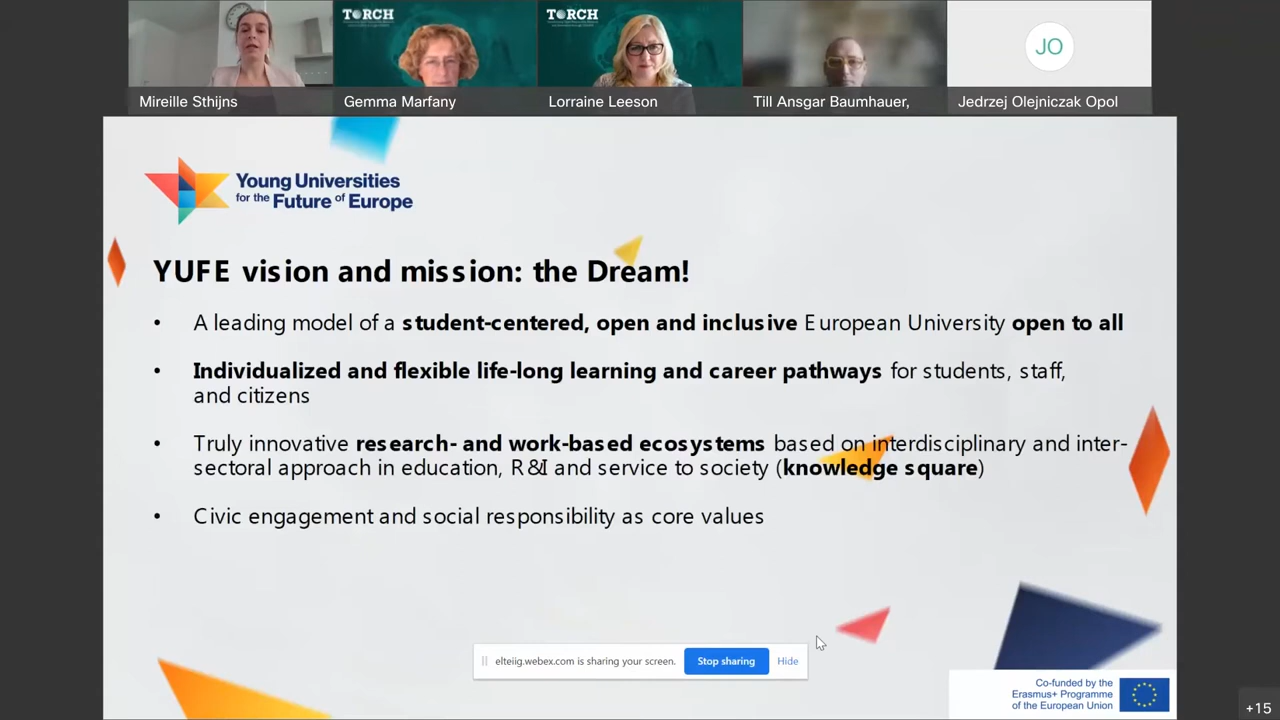 TORCH
TORCH
JO
Mireille Sthijns
Gemma Marfany
Lorraine Leeson
Till Ansgar Baumhauer,
Jedrzej Olejniczak Opol
Young Universities
for the Future of Europe
YUFE vision and mission: the Dream!
• A leading model of a student-centered, open and inclusive European University open to all
• Individualized and flexible life-long learning and career pathways for students, staff,
and citizens
• Truly innovative research- and work-based ecosystems based on interdisciplinary and inter-
sectoral approach in education, R&I and service to society (knowledge square)
• Civic engagement and social responsibility as core values
elteiig.webex.com is sharing your screen.
Stop sharing
Hide
Co-funded by the
Erasmus+ Programme
of the European Union
+15